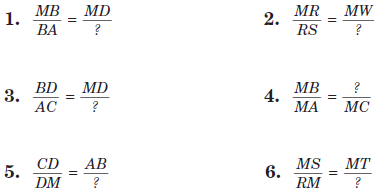 1. MB/BA = MD/?
2. MR/RS = MW/?
3. BD/AC = MD/?
4. MB/MA = ?/MC
5. CD/DM = AB/?
6. MS/RM = MT/?